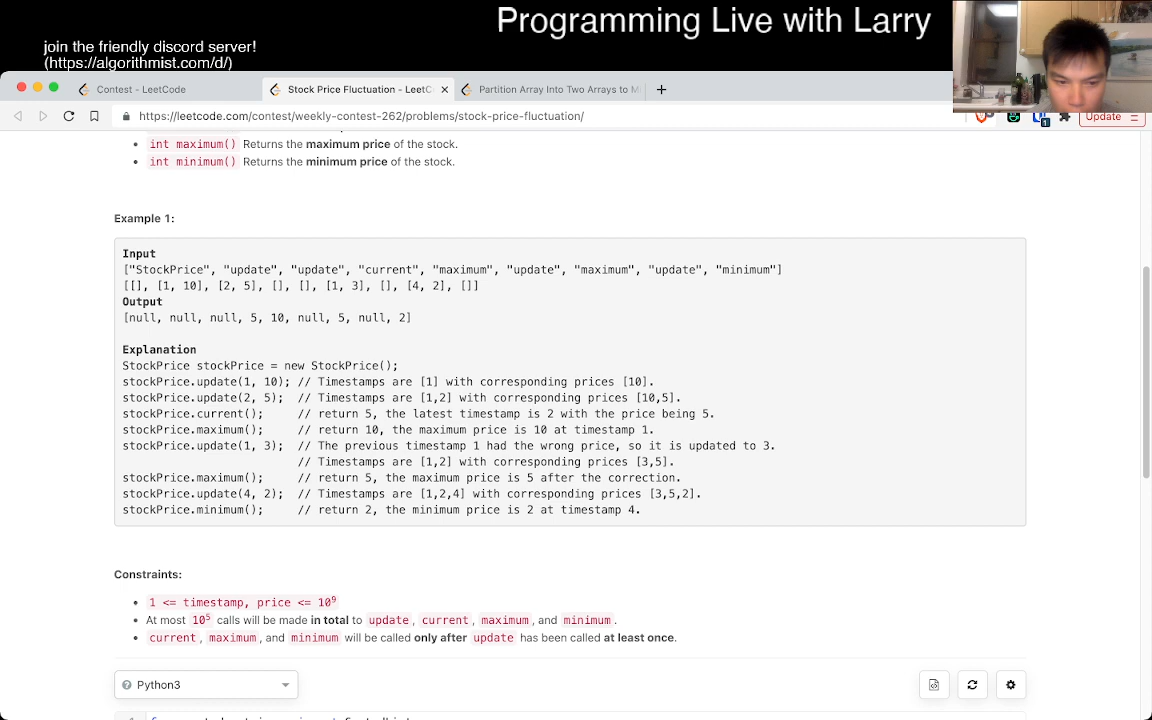 Programming Live with Larry
join the friendly discord server!
(https://algorithmist.com/d/)
Contest - LeetCode
Stock Price Fluctuation - LeetC
Partition Array Into Two Arrays to M
https://leetcode.com/contest/weekly-contest-262/problems/stock-price-fluctuation/
Update
int maximum() Returns the maximum price of the stock.
int minimum() Returns the minimum price of the stock.
Example 1:
Input
["StockPrice", "update", "update", "current", "maximum", "update", "maximum", "update", "minimum"]
[[], [1, 10], [2, 5], [], [], [1, 3], [], [4, 2], []]
Output
[null, null, null, 5, 10, null, 5, null, 2]
Explanation
StockPrice stockPrice = new StockPrice();
stockPrice.update(1, 10); // Timestamps are [1] with corresponding prices [10].
stockPrice.update(2, 5);  // Timestamps are [1,2] with corresponding prices [10,5].
stockPrice.current();     // return 5, the latest timestamp is 2 with the price being 5.
stockPrice.maximum();     // return 10, the maximum price is 10 at timestamp 1.
stockPrice.update(1, 3);  // The previous timestamp 1 had the wrong price, so it is updated to 3.
// Timestamps are [1,2] with corresponding prices [3,5].
stockPrice.maximum();     // return 5, the maximum price is 5 after the correction.
stockPrice.update(4, 2);  // Timestamps are [1,2,4] with corresponding prices [3,5,2].
stockPrice.minimum();     // return 2, the minimum price is 2 at timestamp 4.
Constraints:
1 <= timestamp, price <= 10⁹
At most 10⁵ calls will be made in total to update, current, maximum, and minimum.
current, maximum, and minimum will be called only after update has been called at least once.
Python3